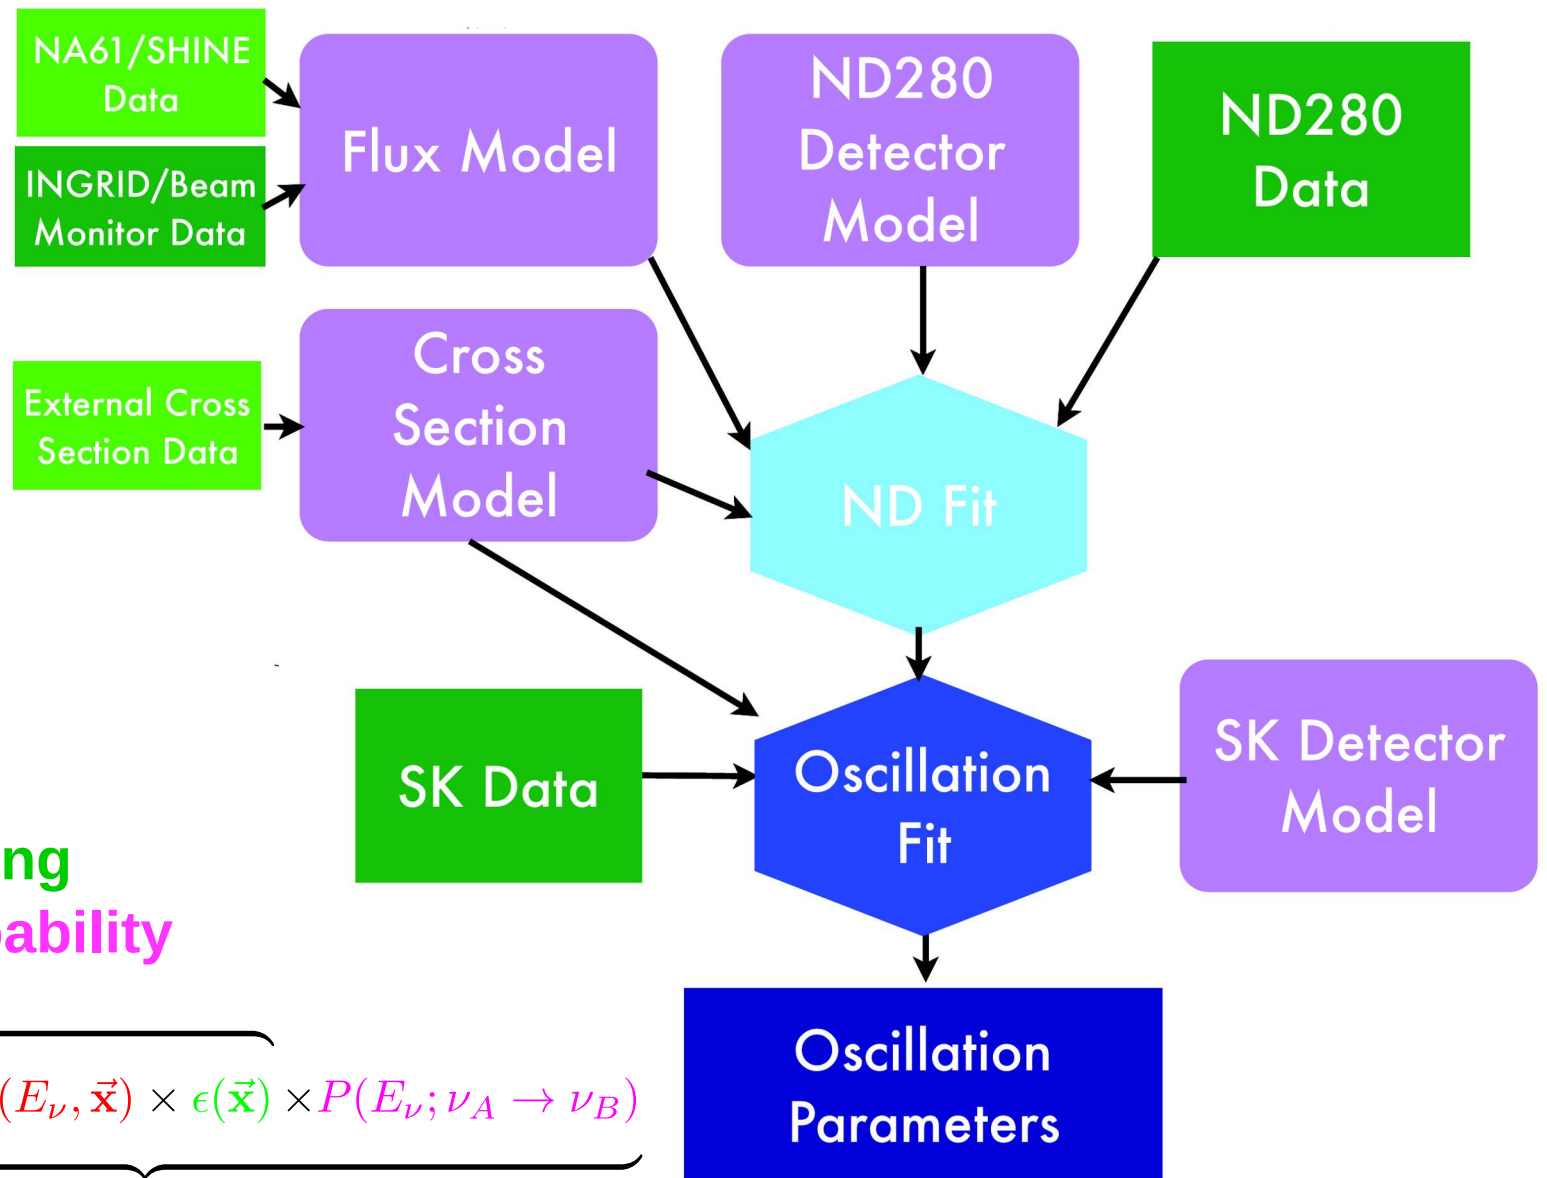 NA61/SHINE
Data
INGRID/Beam
Monitor Data
Flux Model
ND280
Detector
Model
ND280
Data
External Cross
Section Data
Cross
Section
Model
ND Fit
SK Data
Oscillation
Fit
SK Detector
Model
Oscillation
Parameters
ng
ability
(E_ν, x⃗) × ϵ(x⃗) × P(E_ν; ν_A → ν_B)